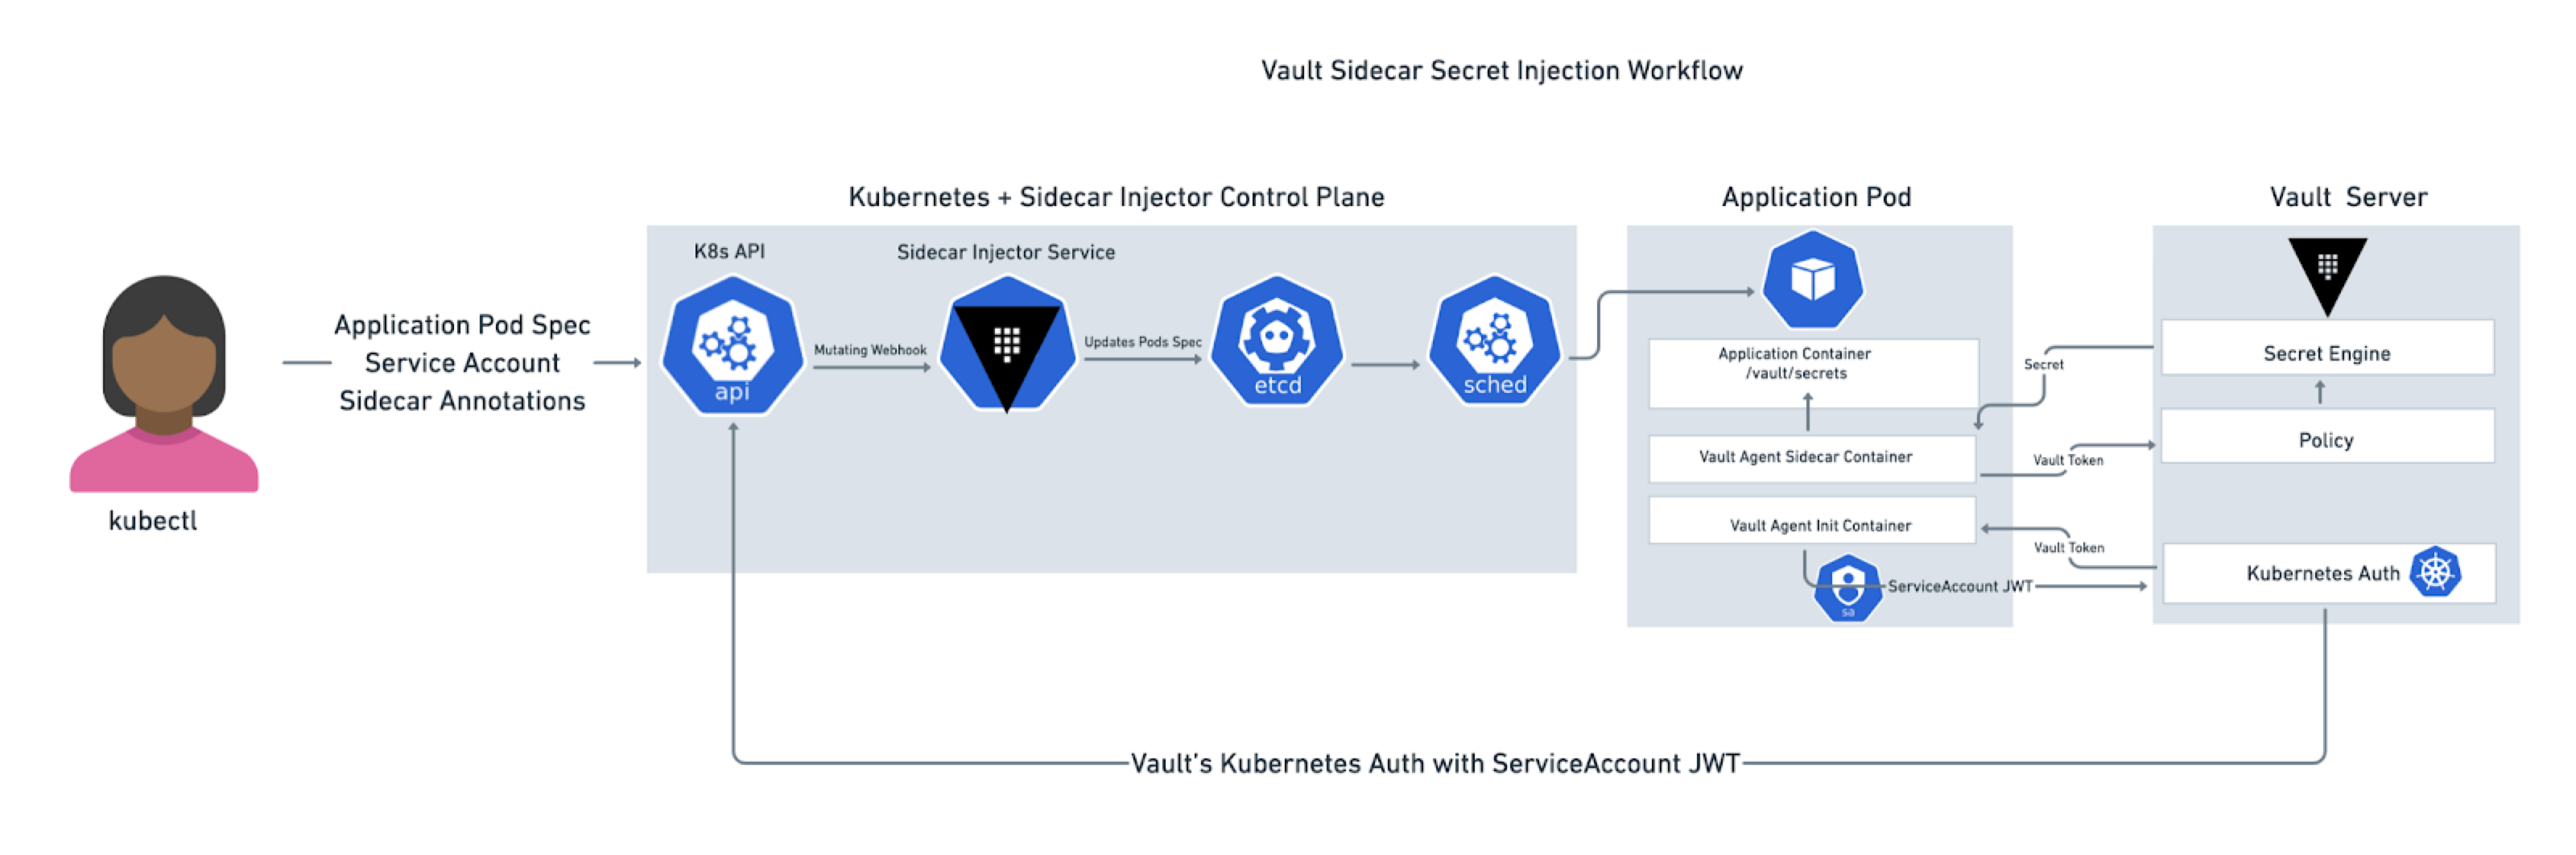 Vault Sidecar Secret Injection Workflow
Kubernetes + Sidecar Injector Control Plane
Application Pod
Vault Server
K8s API
Sidecar Injector Service
Application Pod Spec
Service Account
Sidecar Annotations
kubectl
api
Mutating Webhook
Updates Pods Spec
etcd
sched
Application Container
/vault/secrets
Vault Agent Sidecar Container
Vault Agent Init Container
sa
ServiceAccount JWT
Secret
Vault Token
Vault Token
Secret Engine
Policy
Kubernetes Auth
Vault's Kubernetes Auth with ServiceAccount JWT